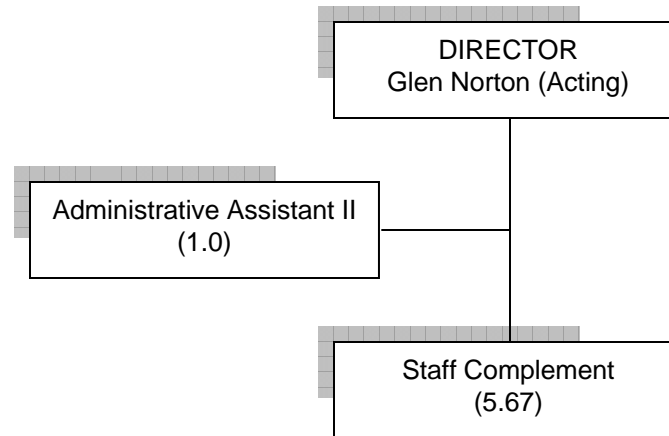 DIRECTOR
Glen Norton (Acting)
Administrative Assistant II
(1.0)
Staff Complement
(5.67)